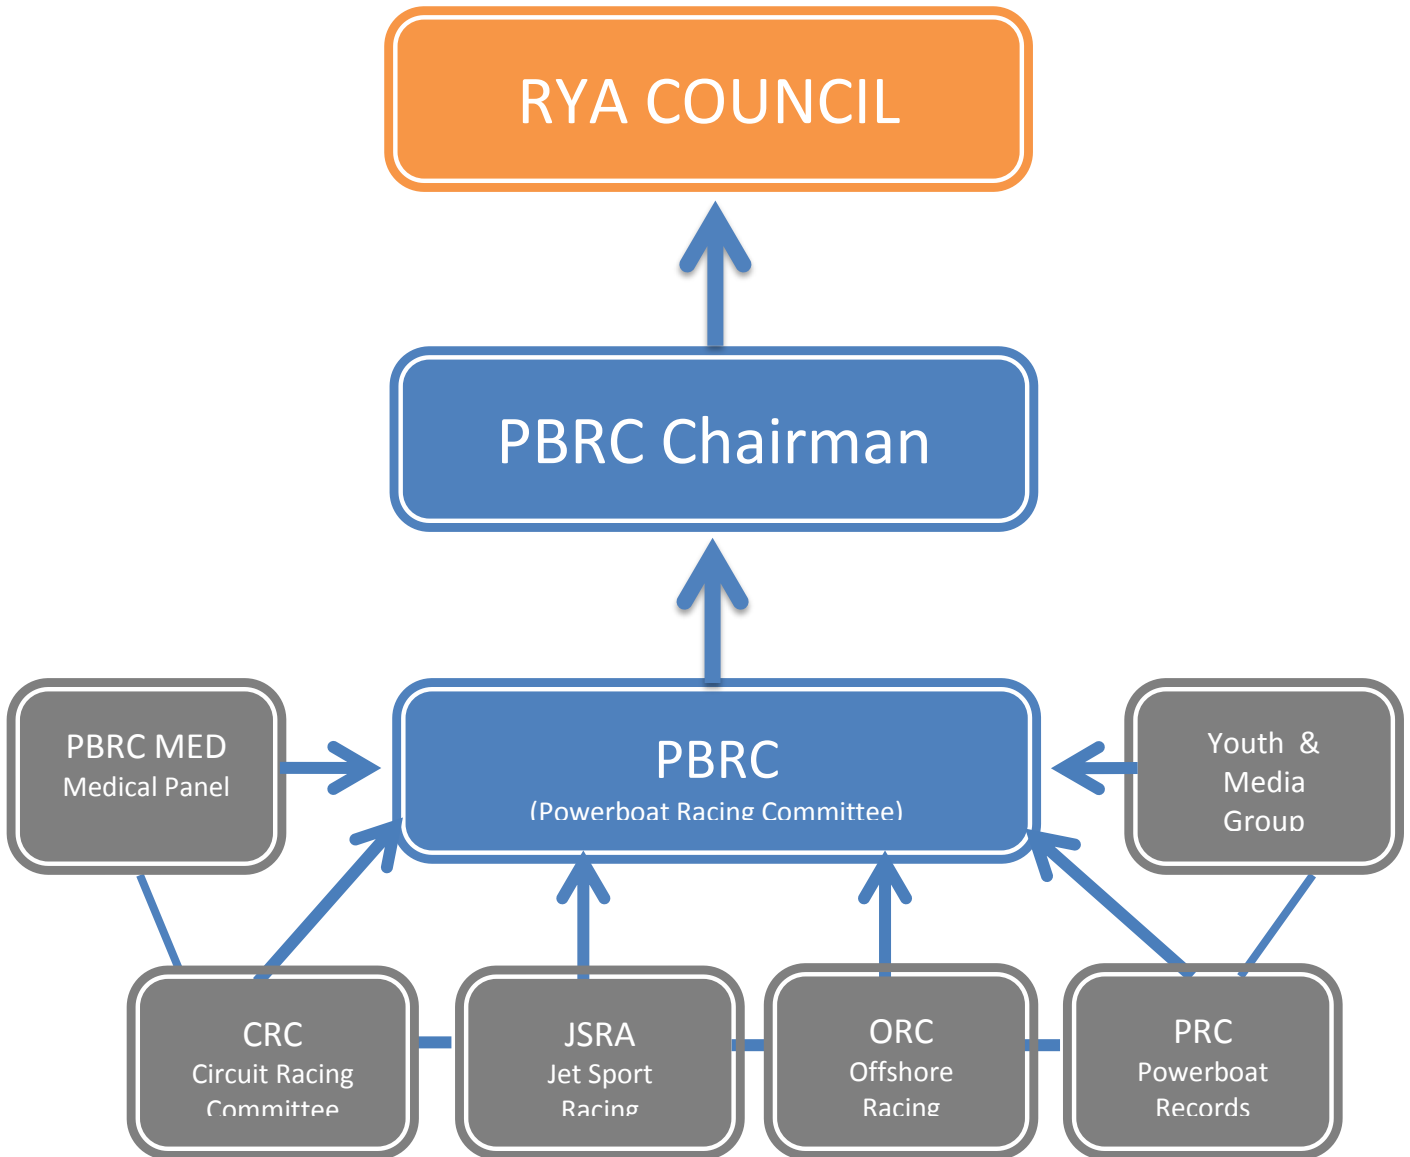 RYA COUNCIL
PBRC Chairman
PBRC
(Powerboat Racing Committee)
PBRC MED
Medical Panel
Youth &
Media
Group
CRC
Circuit Racing
Committee
JSRA
Jet Sport
Racing
ORC
Offshore
Racing
PRC
Powerboat
Records